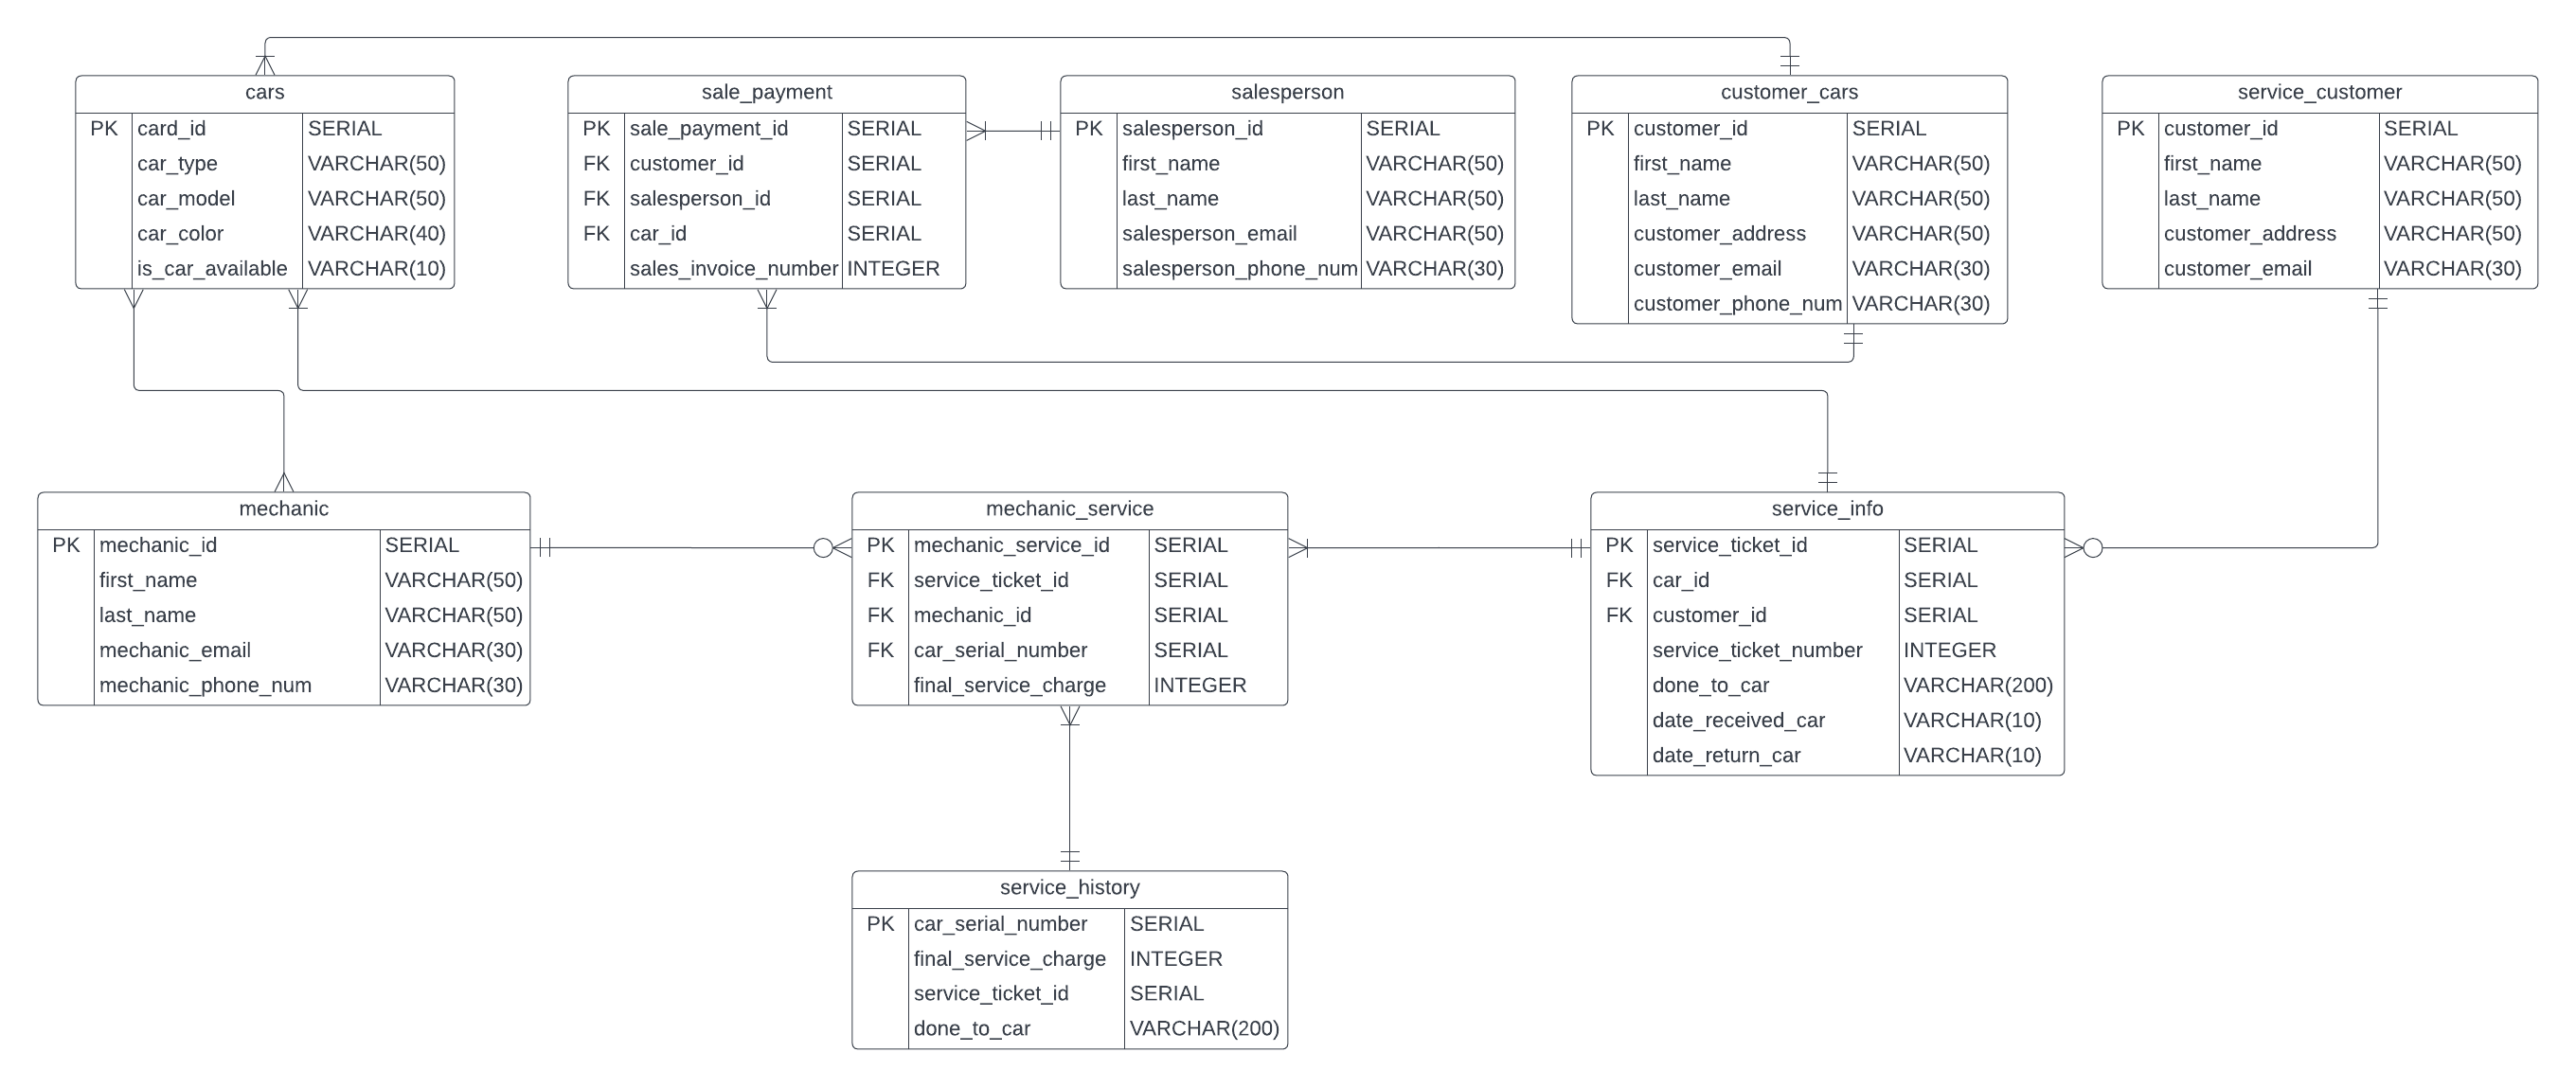 cars
PK card_id SERIAL
car_type VARCHAR(50)
car_model VARCHAR(50)
car_color VARCHAR(40)
is_car_available VARCHAR(10)
sale_payment
PK sale_payment_id SERIAL
FK customer_id SERIAL
FK salesperson_id SERIAL
FK car_id SERIAL
sales_invoice_number INTEGER
salesperson
PK salesperson_id SERIAL
first_name VARCHAR(50)
last_name VARCHAR(50)
salesperson_email VARCHAR(50)
salesperson_phone_num VARCHAR(30)
customer_cars
PK customer_id SERIAL
first_name VARCHAR(50)
last_name VARCHAR(50)
customer_address VARCHAR(50)
customer_email VARCHAR(30)
customer_phone_num VARCHAR(30)
service_customer
PK customer_id SERIAL
first_name VARCHAR(50)
last_name VARCHAR(50)
customer_address VARCHAR(50)
customer_email VARCHAR(30)
mechanic
PK mechanic_id SERIAL
first_name VARCHAR(50)
last_name VARCHAR(50)
mechanic_email VARCHAR(30)
mechanic_phone_num VARCHAR(30)
mechanic_service
PK mechanic_service_id SERIAL
FK service_ticket_id SERIAL
FK mechanic_id SERIAL
FK car_serial_number SERIAL
final_service_charge INTEGER
service_info
PK service_ticket_id SERIAL
FK car_id SERIAL
FK customer_id SERIAL
service_ticket_number INTEGER
done_to_car VARCHAR(200)
date_received_car VARCHAR(10)
date_return_car VARCHAR(10)
service_history
PK car_serial_number SERIAL
final_service_charge INTEGER
service_ticket_id SERIAL
done_to_car VARCHAR(200)